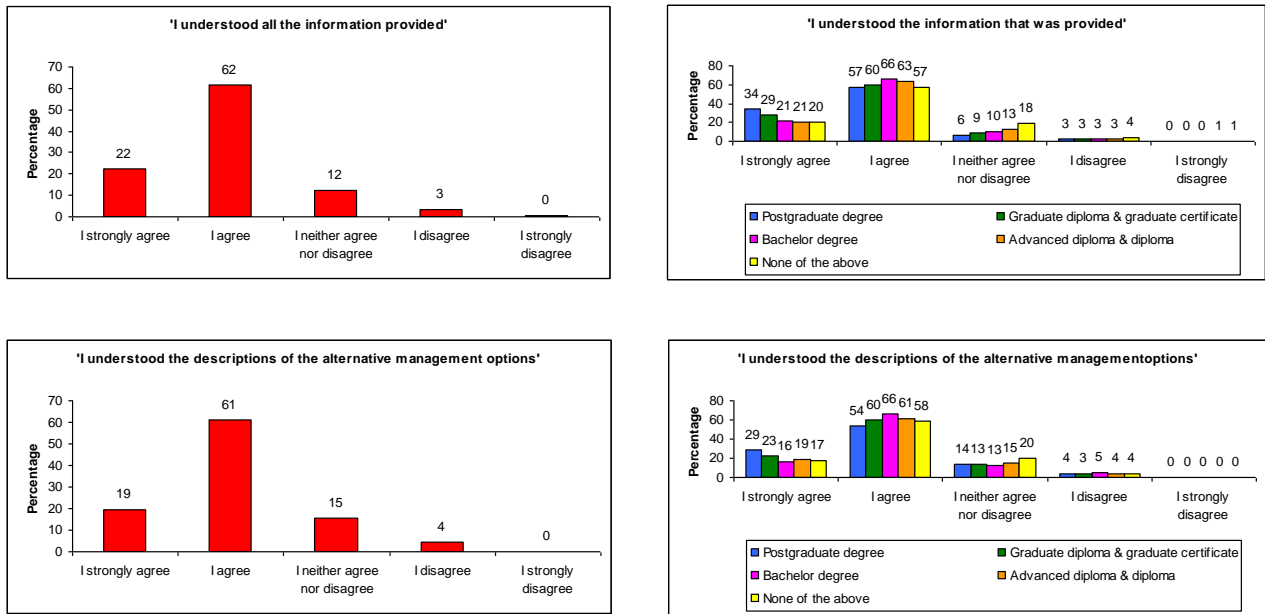 'I understood all the information provided'
Percentage
70
60
50
40
30
20
10
0
22
62
12
3
0
I strongly agree
I agree
I neither agree
nor disagree
I disagree
I strongly
disagree
'I understood the information that was provided'
Percentage
80
60
40
20
0
34 29 21 21 20
57 60 66 63 57
6 9 10 13 18
3 3 3 3 4
0 0 0 1 1
I strongly agree
I agree
I neither agree
nor disagree
I disagree
I strongly
disagree
Postgraduate degree
Graduate diploma & graduate certificate
Bachelor degree
Advanced diploma & diploma
None of the above
'I understood the descriptions of the alternative management options'
Percentage
70
60
50
40
30
20
10
0
19
61
15
4
0
I strongly agree
I agree
I neither agree
nor disagree
I disagree
I strongly
disagree
'I understood the descriptions of the alternative managementoptions'
Percentage
80
60
40
20
0
29 23 16 19 17
54 60 66 61 58
14 13 13 15 20
4 3 5 4 4
0 0 0 0 0
I strongly agree
I agree
I neither agree
nor disagree
I disagree
I strongly
disagree
Postgraduate degree
Graduate diploma & graduate certificate
Bachelor degree
Advanced diploma & diploma
None of the above